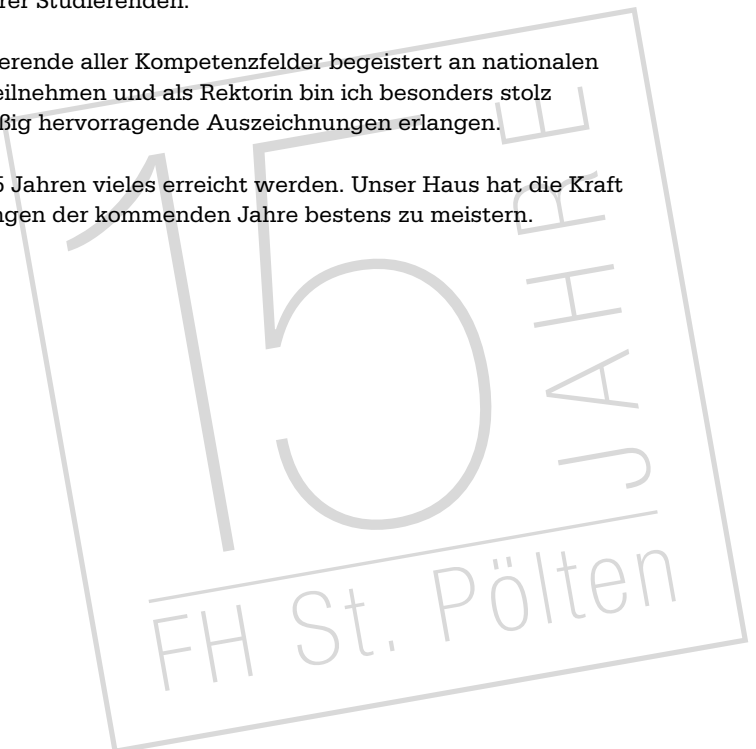 rer Studierenden.
erende aller Kompetenzfelder begeistert an nationalen
eilnehmen und als Rektorin bin ich besonders stolz
ßig hervorragende Auszeichnungen erlangen.
5 Jahren vieles erreicht werden. Unser Haus hat die Kraft
ngen der kommenden Jahre bestens zu meistern.
15
JAHRE
FH St. Pölten